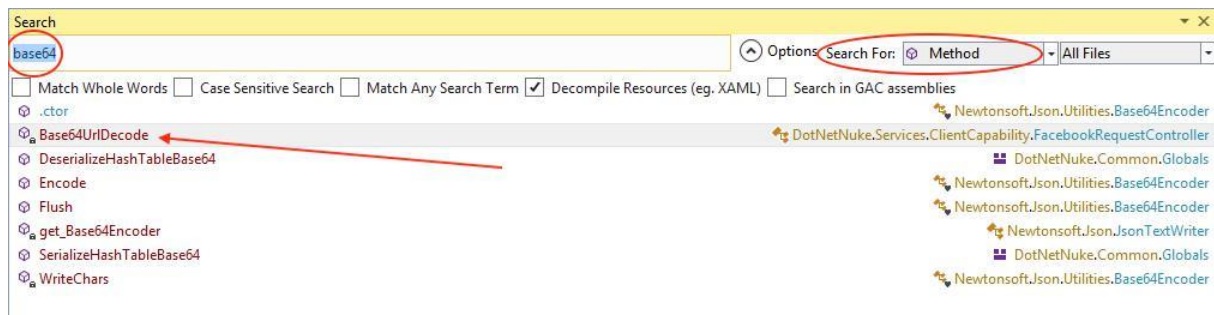 Search
base64 Options Search For: Method All Files
Match Whole Words Case Sensitive Search Match Any Search Term Decompile Resources (eg. XAML) Search in GAC assemblies
.ctor Newtonsoft.Json.Utilities.Base64Encoder
Base64UrlDecode DotNetNuke.Services.ClientCapability.FacebookRequestController
DeserializeHashTableBase64 DotNetNuke.Common.Globals
Encode Newtonsoft.Json.Utilities.Base64Encoder
Flush Newtonsoft.Json.Utilities.Base64Encoder
get_Base64Encoder Newtonsoft.Json.JsonTextWriter
SerializeHashTableBase64 DotNetNuke.Common.Globals
WriteChars Newtonsoft.Json.Utilities.Base64Encoder